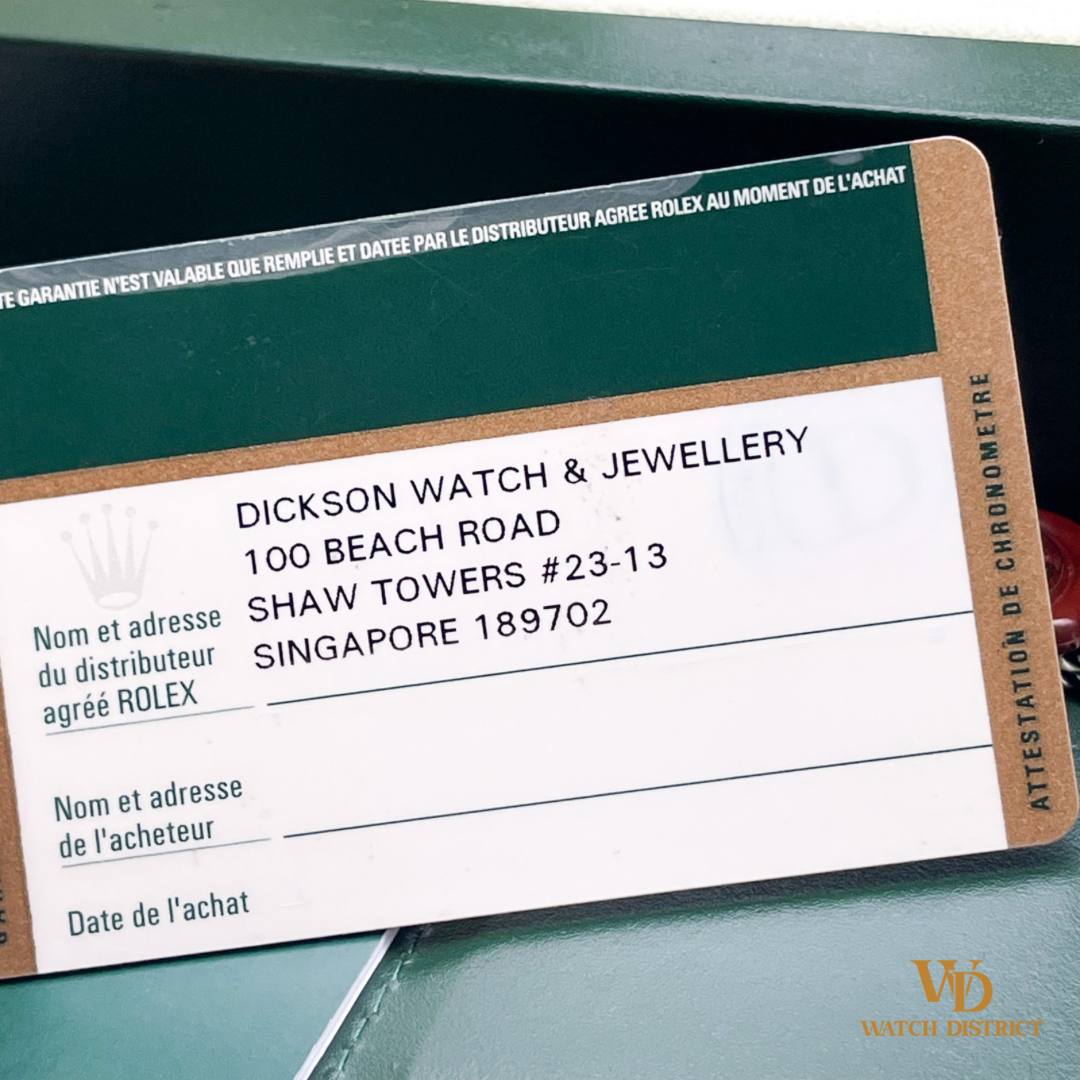 TE GARANTIE N'EST VALABLE QUE REMPLIE ET DATEE PAR LE DISTRIBUTEUR AGREE ROLEX AU MOMENT DE L'ACHAT
DICKSON WATCH & JEWELLERY
100 BEACH ROAD
SHAW TOWERS #23-13
SINGAPORE 189702
Nom et adresse
du distributeur
agréé ROLEX
Nom et adresse
de l'acheteur
Date de l'achat
ATTESTATION DE CHRONOMETRE
WD
WATCH DISTRICT